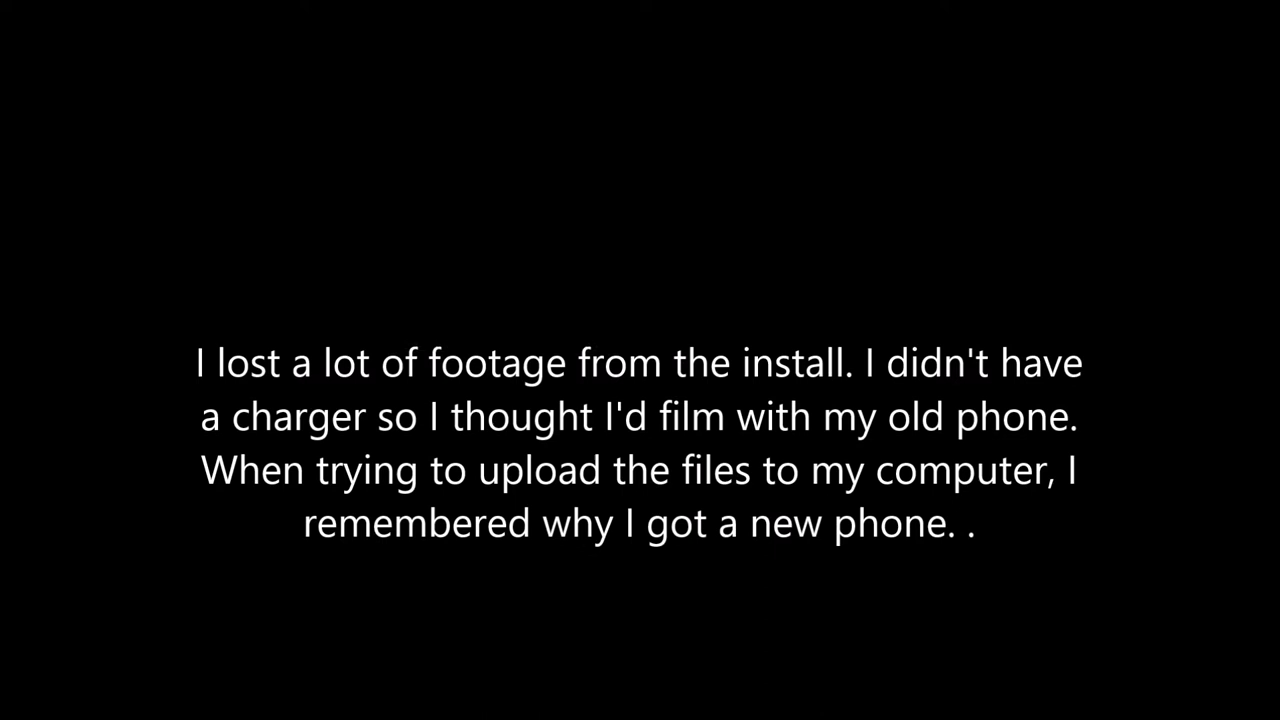 I lost a lot of footage from the install. I didn't have
a charger so I thought I'd film with my old phone.
When trying to upload the files to my computer, I
remembered why I got a new phone. .